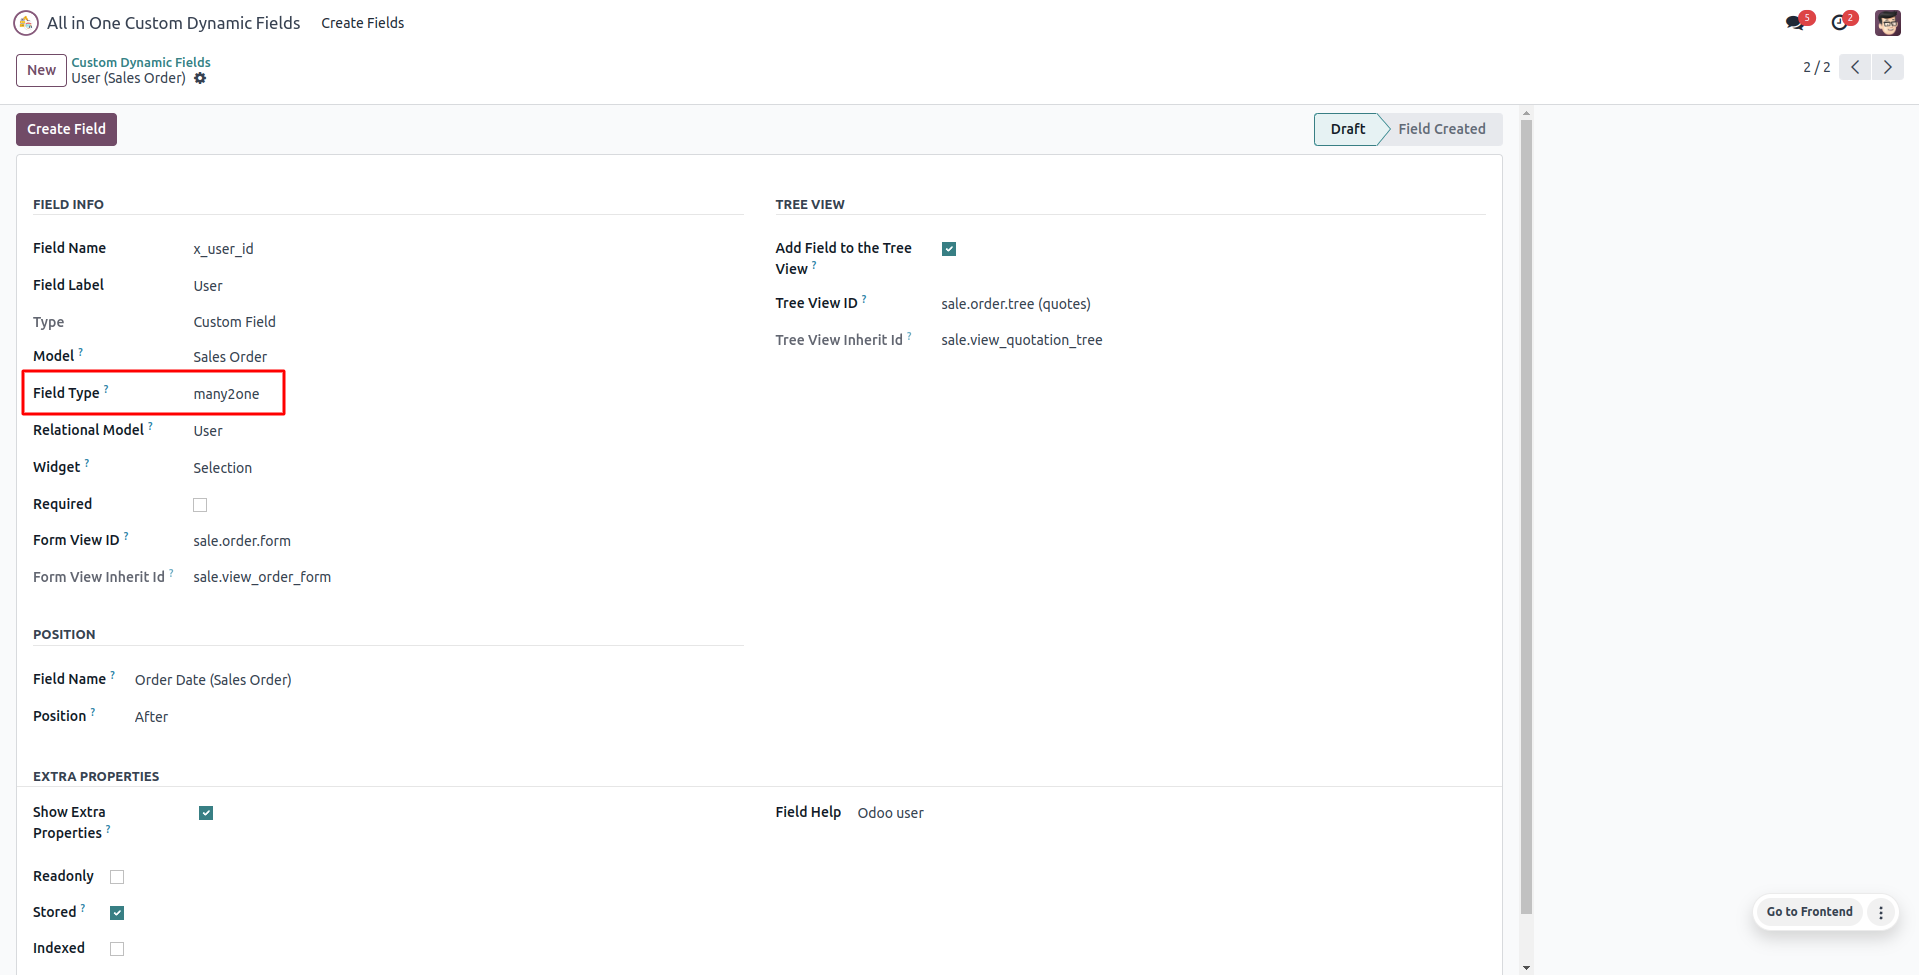 All in One Custom Dynamic Fields Create Fields 5 2
New Custom Dynamic Fields
User (Sales Order) 2 / 2
Create Field Draft Field Created
FIELD INFO
Field Name x_user_id
Field Label User
Type Custom Field
Model ? Sales Order
Field Type ? many2one
Relational Model ? User
Widget ? Selection
Required
Form View ID ? sale.order.form
Form View Inherit Id ? sale.view_order_form
TREE VIEW
Add Field to the Tree
View ?
Tree View ID ? sale.order.tree (quotes)
Tree View Inherit Id ? sale.view_quotation_tree
POSITION
Field Name ? Order Date (Sales Order)
Position ? After
EXTRA PROPERTIES
Show Extra
Properties ?
Field Help Odoo user
Readonly
Stored ?
Indexed
Go to Frontend